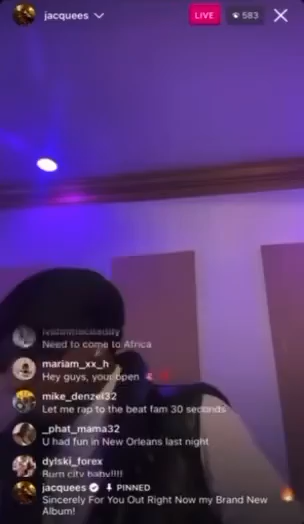 jacquees
LIVE
583
Need to come to Africa
mariam_xx_h
Hey guys, your open
mike_denzel32
Let me rap to the beat fam 30 seconds
_phat_mama32
U had fun in New Orleans last night
dylski_forex
Burn city baby!!!!
jacquees PINNED
Sincerely For You Out Right Now my Brand New
Album!